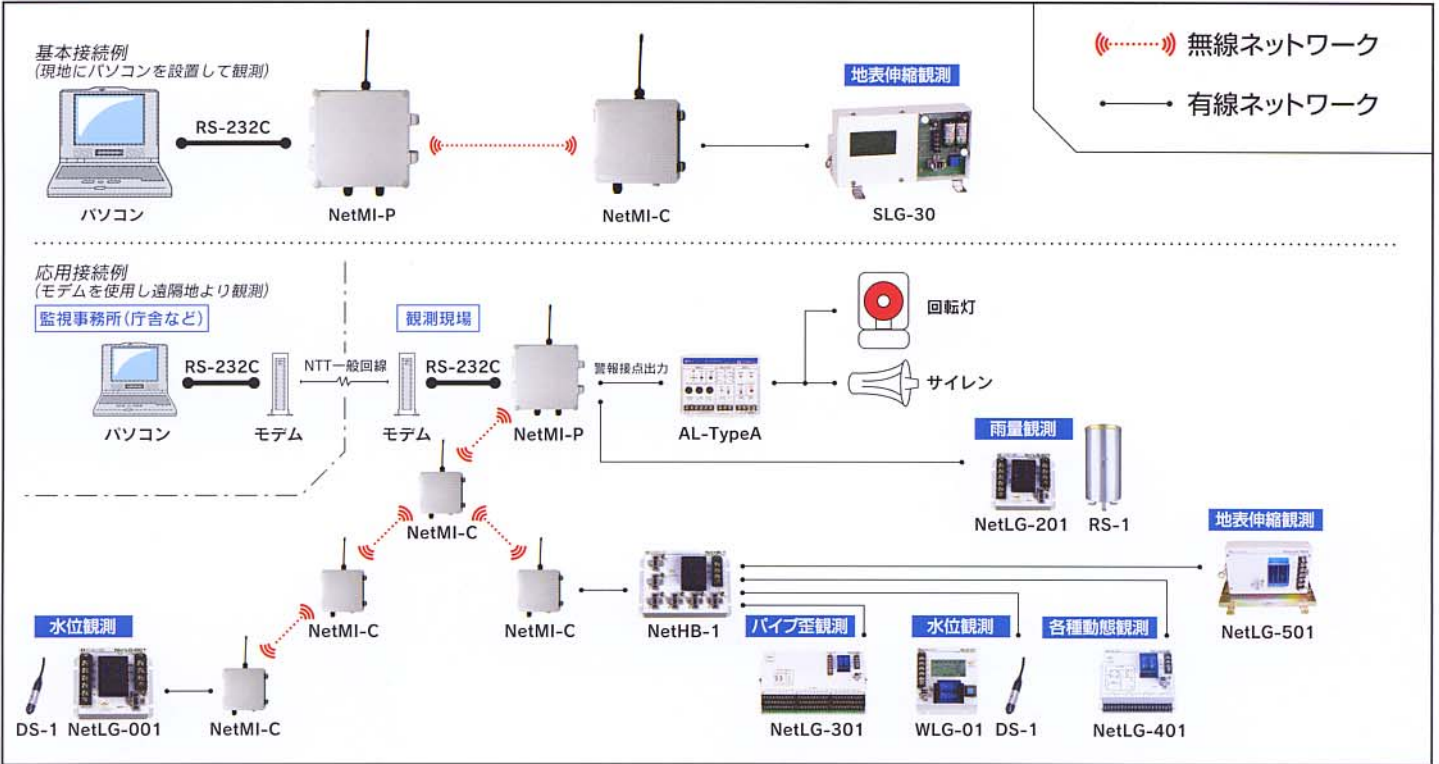 基本接続例
(現地にパソコンを設置して観測)
RS-232C
パソコン
NetMI-P
NetMI-C
地表伸縮観測
SLG-30
無線ネットワーク
有線ネットワーク
応用接続例
(モデムを使用し遠隔地より観測)
監視事務所(庁舎など)
観測現場
RS-232C
NTT一般回線
RS-232C
パソコン
モデム
モデム
NetMI-P
警報接点出力
AL-TypeA
回転灯
サイレン
雨量観測
NetLG-201
RS-1
NetMI-C
NetMI-C
NetMI-C
NetHB-1
地表伸縮観測
NetLG-501
水位観測
DS-1
NetLG-001
NetMI-C
パイプ歪観測
NetLG-301
水位観測
WLG-01
DS-1
各種動態観測
NetLG-401